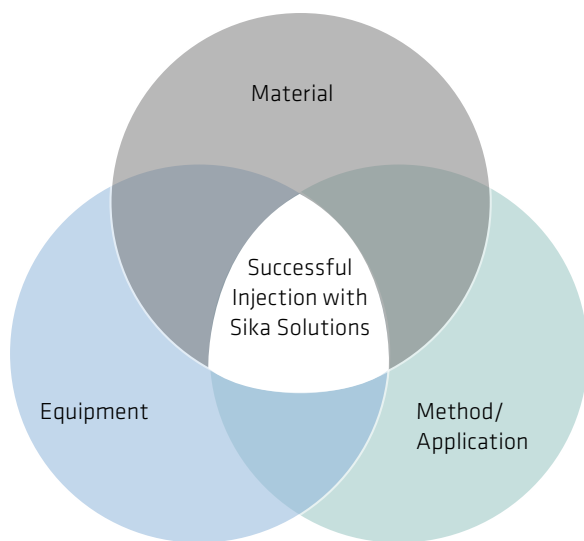 Material
Successful
Injection with
Sika Solutions
Equipment
Method/
Application